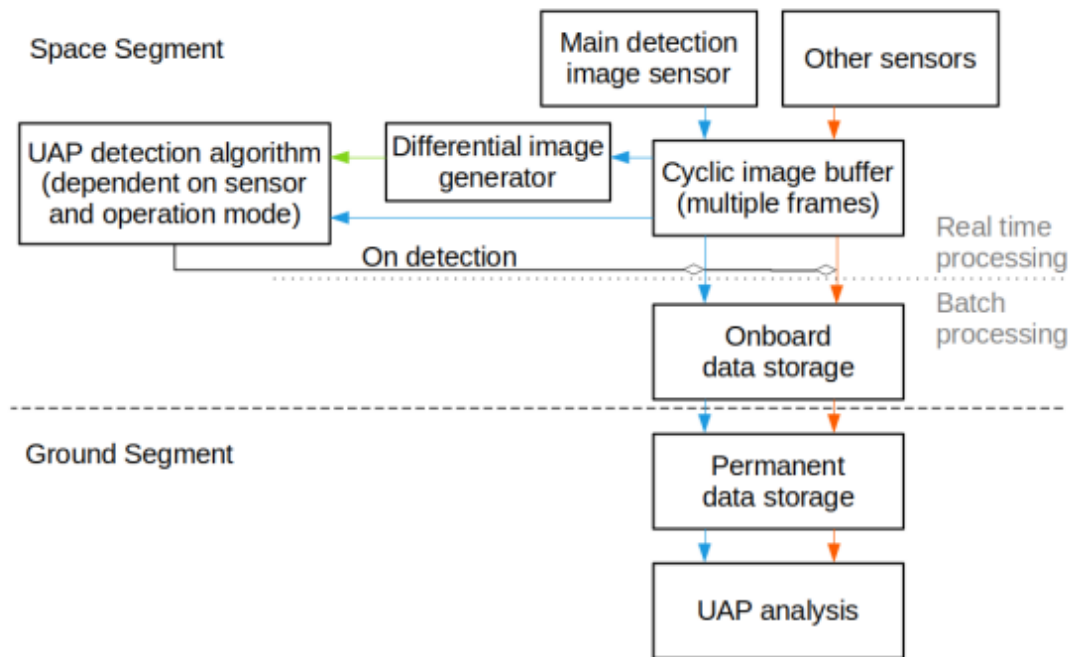 Space Segment
Main detection
image sensor
Other sensors
UAP detection algorithm
(dependent on sensor
and operation mode)
Differential image
generator
Cyclic image buffer
(multiple frames)
Real time
processing
On detection
Batch
processing
Onboard
data storage
Ground Segment
Permanent
data storage
UAP analysis